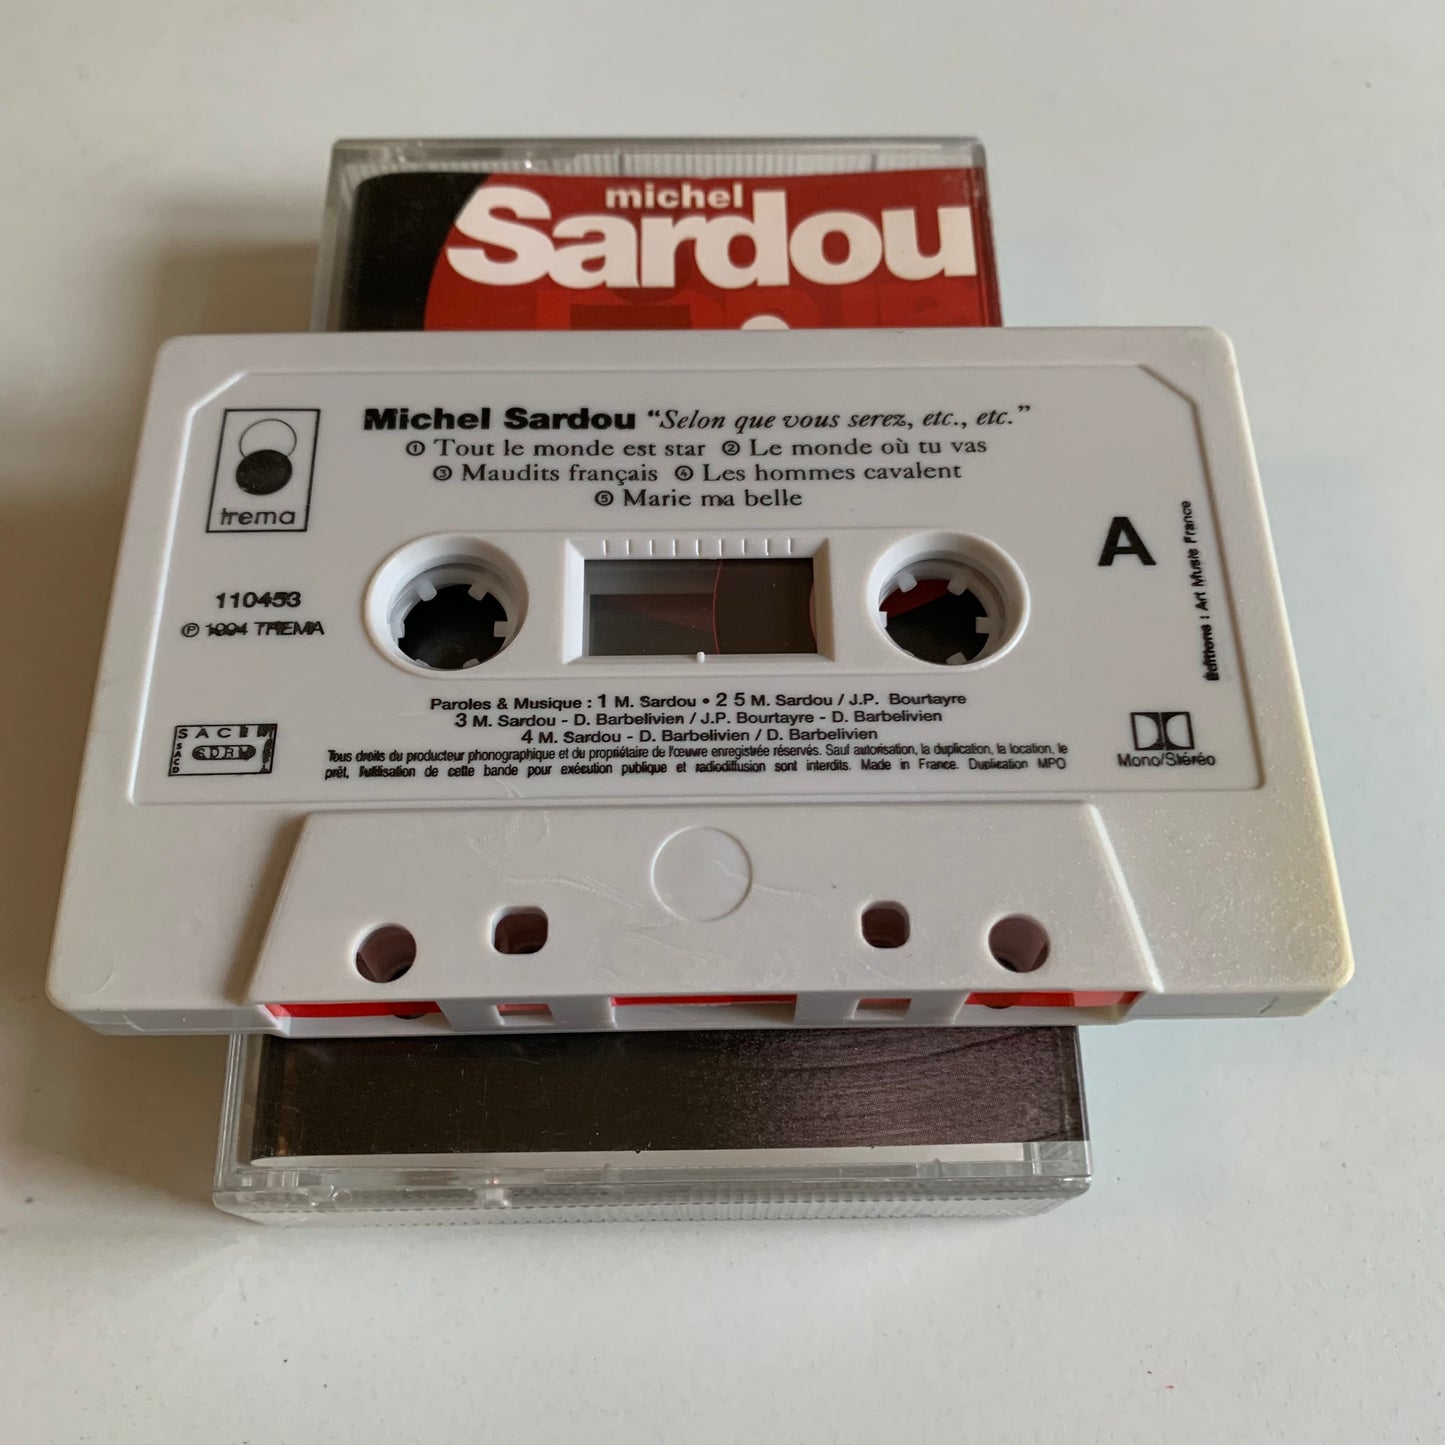 michel
Sardou
Michel Sardou "Selon que vous serez, etc., etc."
① Tout le monde est star ② Le monde où tu vas
③ Maudits français ④ Les hommes cavalent
⑤ Marie ma belle
trema
A
Éditions : Art Music France
110453
℗ 1994 TREMA
Paroles & Musique : 1 M. Sardou • 2 5 M. Sardou / J.P. Bourtayre
3 M. Sardou - D. Barbelivien / J.P. Bourtayre - D. Barbelivien
4 M. Sardou - D. Barbelivien / D. Barbelivien
SACEM
SACD
SDRM
Tous droits du producteur phonographique et du propriétaire de l'œuvre enregistrée réservés. Sauf autorisation, la duplication, la location, le
prêt, l'utilisation de cette bande pour exécution publique et radiodiffusion sont interdits. Made in France. Duplication MPO
Mono/Stéréo